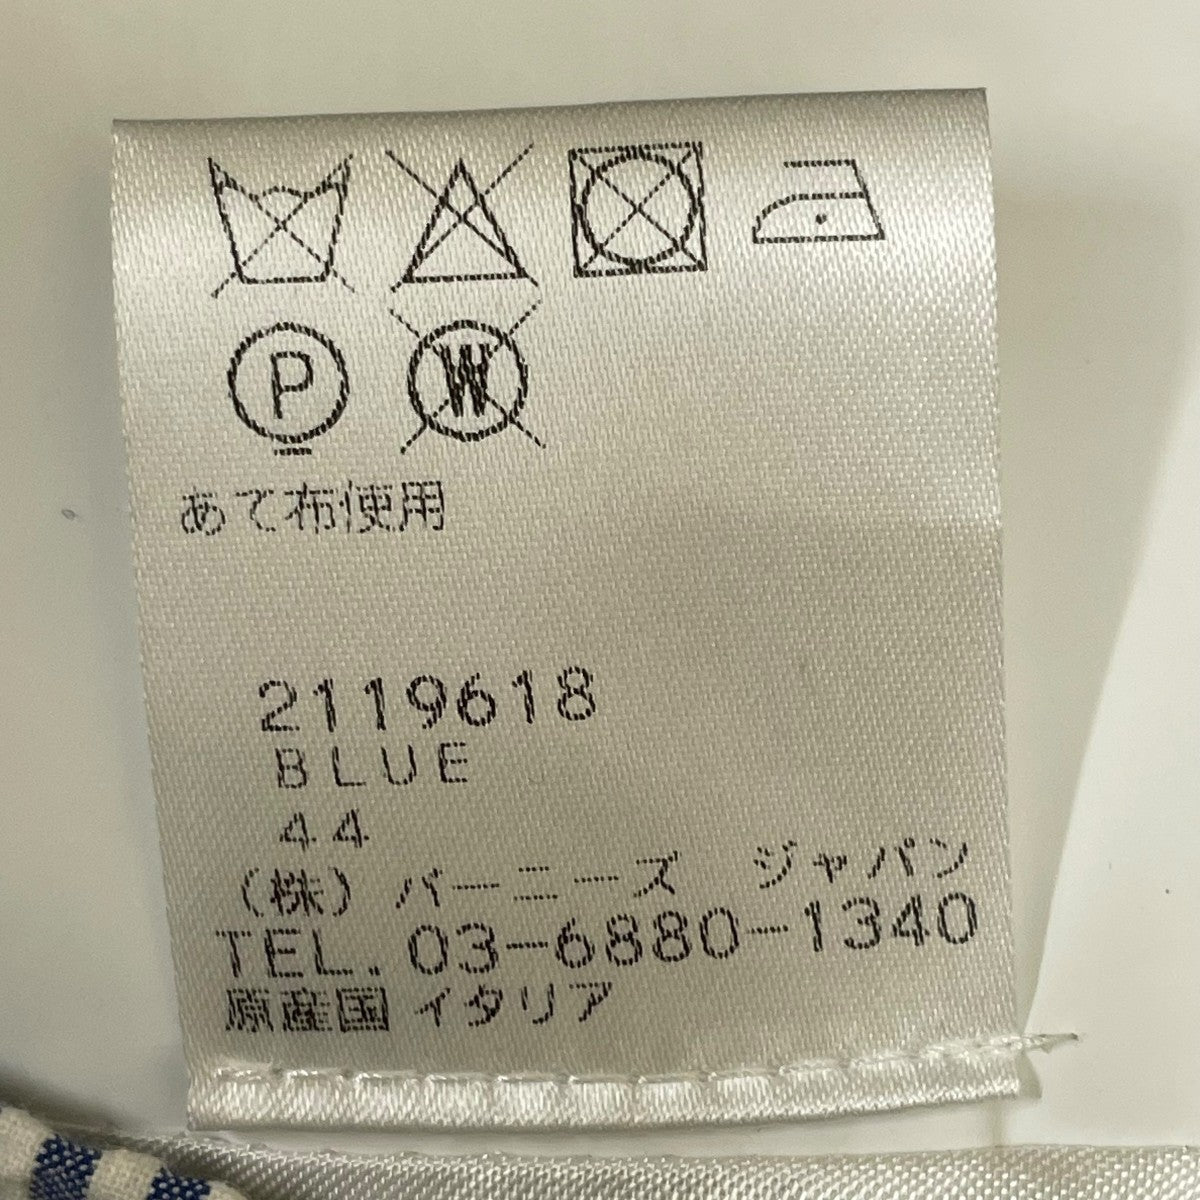 P W
あて布使用
2119618
BLUE
44
(株) バーニーズ ジャパン
TEL. 03-6880-1340
原産国 イタリア